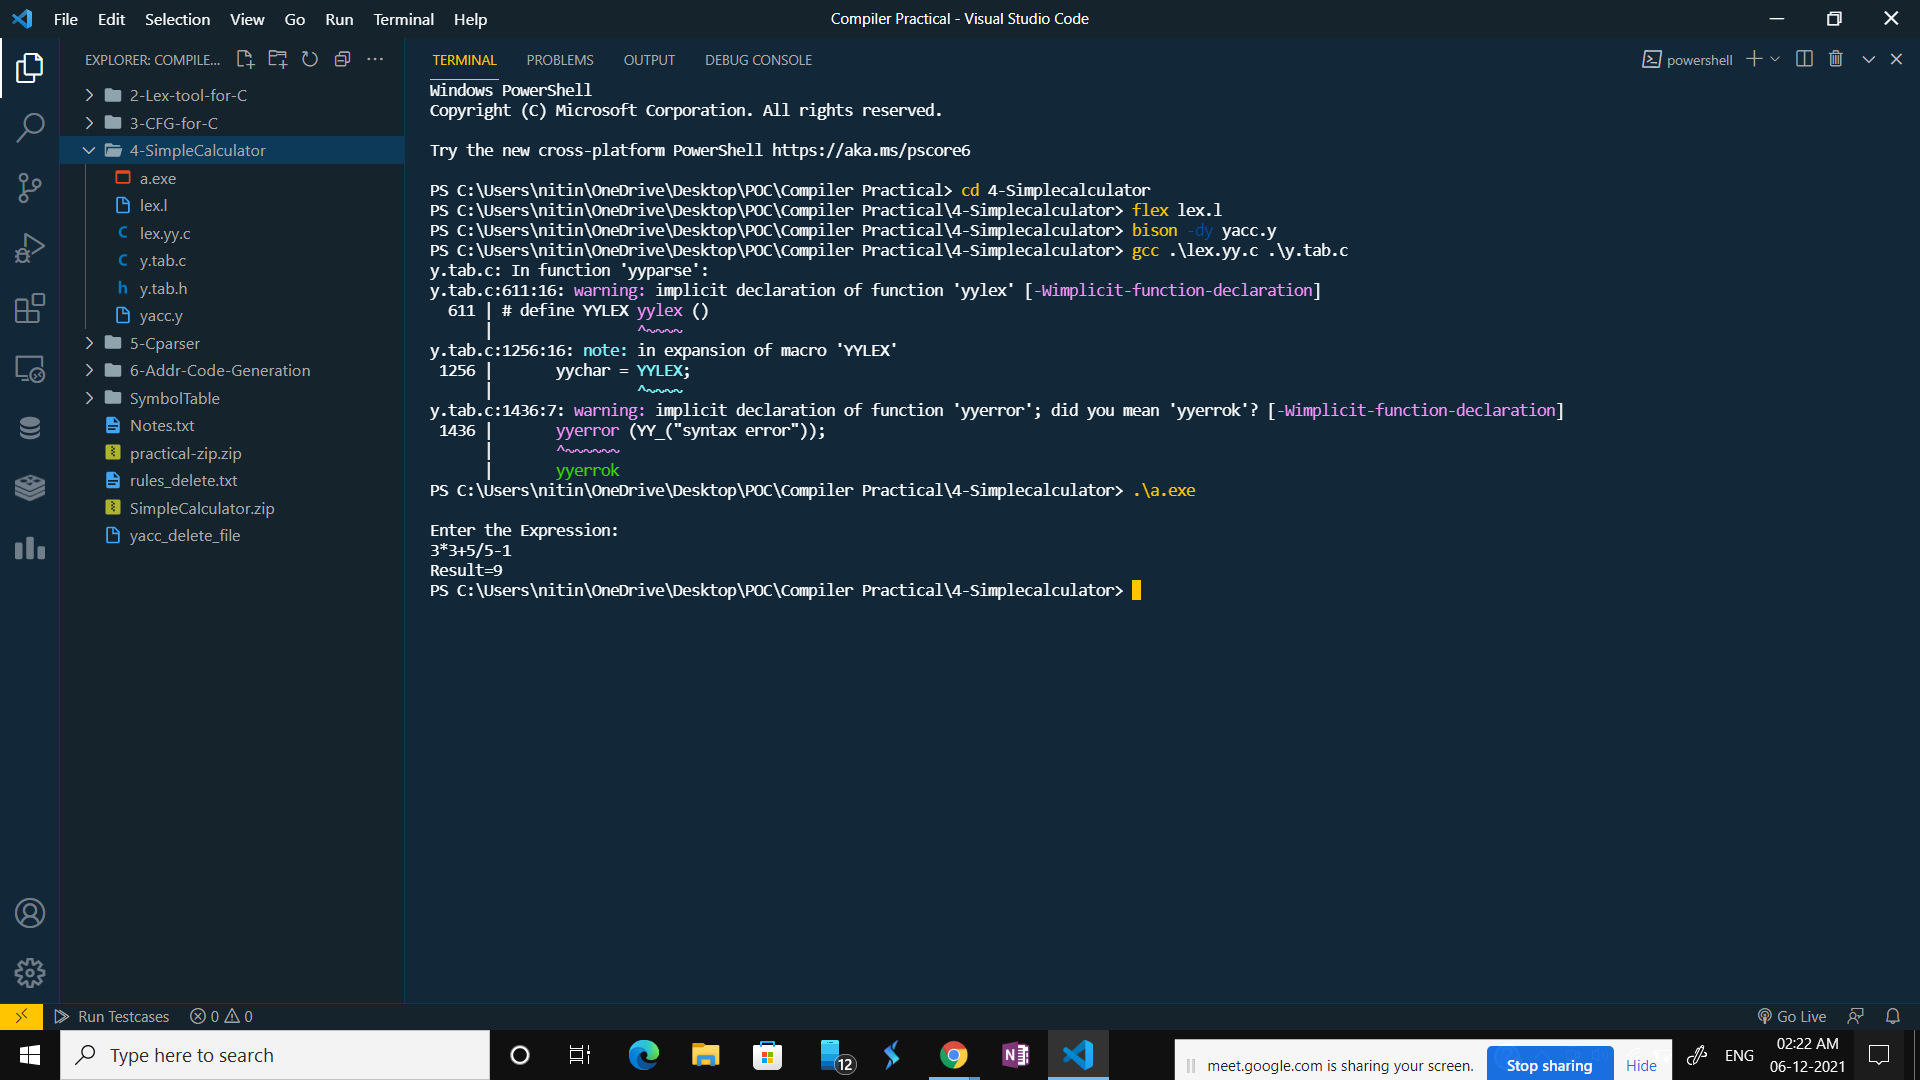 File Edit Selection View Go Run Terminal Help
Compiler Practical - Visual Studio Code
EXPLORER: COMPILE...
2-Lex-tool-for-C
3-CFG-for-C
4-SimpleCalculator
a.exe
lex.l
C lex.yy.c
C y.tab.c
h y.tab.h
yacc.y
5-Cparser
6-Addr-Code-Generation
SymbolTable
Notes.txt
practical-zip.zip
rules_delete.txt
SimpleCalculator.zip
yacc_delete_file
TERMINAL PROBLEMS OUTPUT DEBUG CONSOLE
powershell
Windows PowerShell
Copyright (C) Microsoft Corporation. All rights reserved.
Try the new cross-platform PowerShell https://aka.ms/pscore6
PS C:\Users\nitin\OneDrive\Desktop\POC\Compiler Practical> cd 4-Simplecalculator
PS C:\Users\nitin\OneDrive\Desktop\POC\Compiler Practical\4-Simplecalculator> flex lex.l
PS C:\Users\nitin\OneDrive\Desktop\POC\Compiler Practical\4-Simplecalculator> bison -dy yacc.y
PS C:\Users\nitin\OneDrive\Desktop\POC\Compiler Practical\4-Simplecalculator> gcc .\lex.yy.c .\y.tab.c
y.tab.c: In function 'yyparse':
y.tab.c:611:16: warning: implicit declaration of function 'yylex' [-Wimplicit-function-declaration]
611 | # define YYLEX yylex ()
| ^~~~~
y.tab.c:1256:16: note: in expansion of macro 'YYLEX'
1256 | yychar = YYLEX;
| ^~~~~
y.tab.c:1436:7: warning: implicit declaration of function 'yyerror'; did you mean 'yyerrok'? [-Wimplicit-function-declaration]
1436 | yyerror (YY_("syntax error"));
| ^~~~~~~
| yyerrok
PS C:\Users\nitin\OneDrive\Desktop\POC\Compiler Practical\4-Simplecalculator> .\a.exe
Enter the Expression:
3*3+5/5-1
Result=9
PS C:\Users\nitin\OneDrive\Desktop\POC\Compiler Practical\4-Simplecalculator>
Run Testcases 0 0
Go Live
Type here to search
12
N
meet.google.com is sharing your screen. Stop sharing Hide
ENG
02:22 AM
06-12-2021